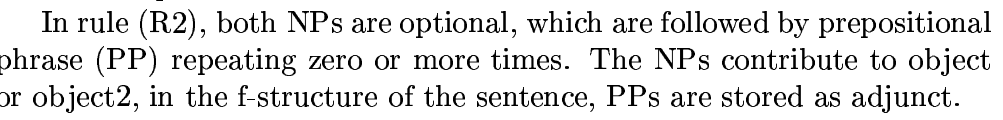 In rule (R2), both NPs are optional, which are followed by prepositional
phrase (PP) repeating zero or more times. The NPs contribute to object
or object2, in the f-structure of the sentence, PPs are stored as adjunct.